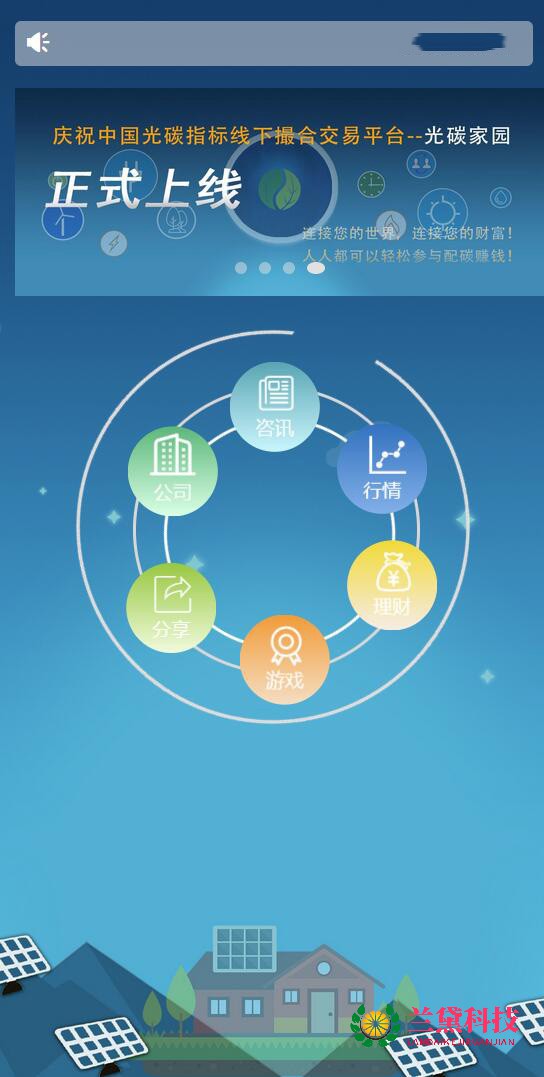 庆祝中国光碳指标线下撮合交易平台--光碳家园
正式上线
连接您的世界，连接您的财富！
人人都可以轻松参与配碳赚钱！
咨讯
公司
行情
分享
理财
游戏
兰黛科技